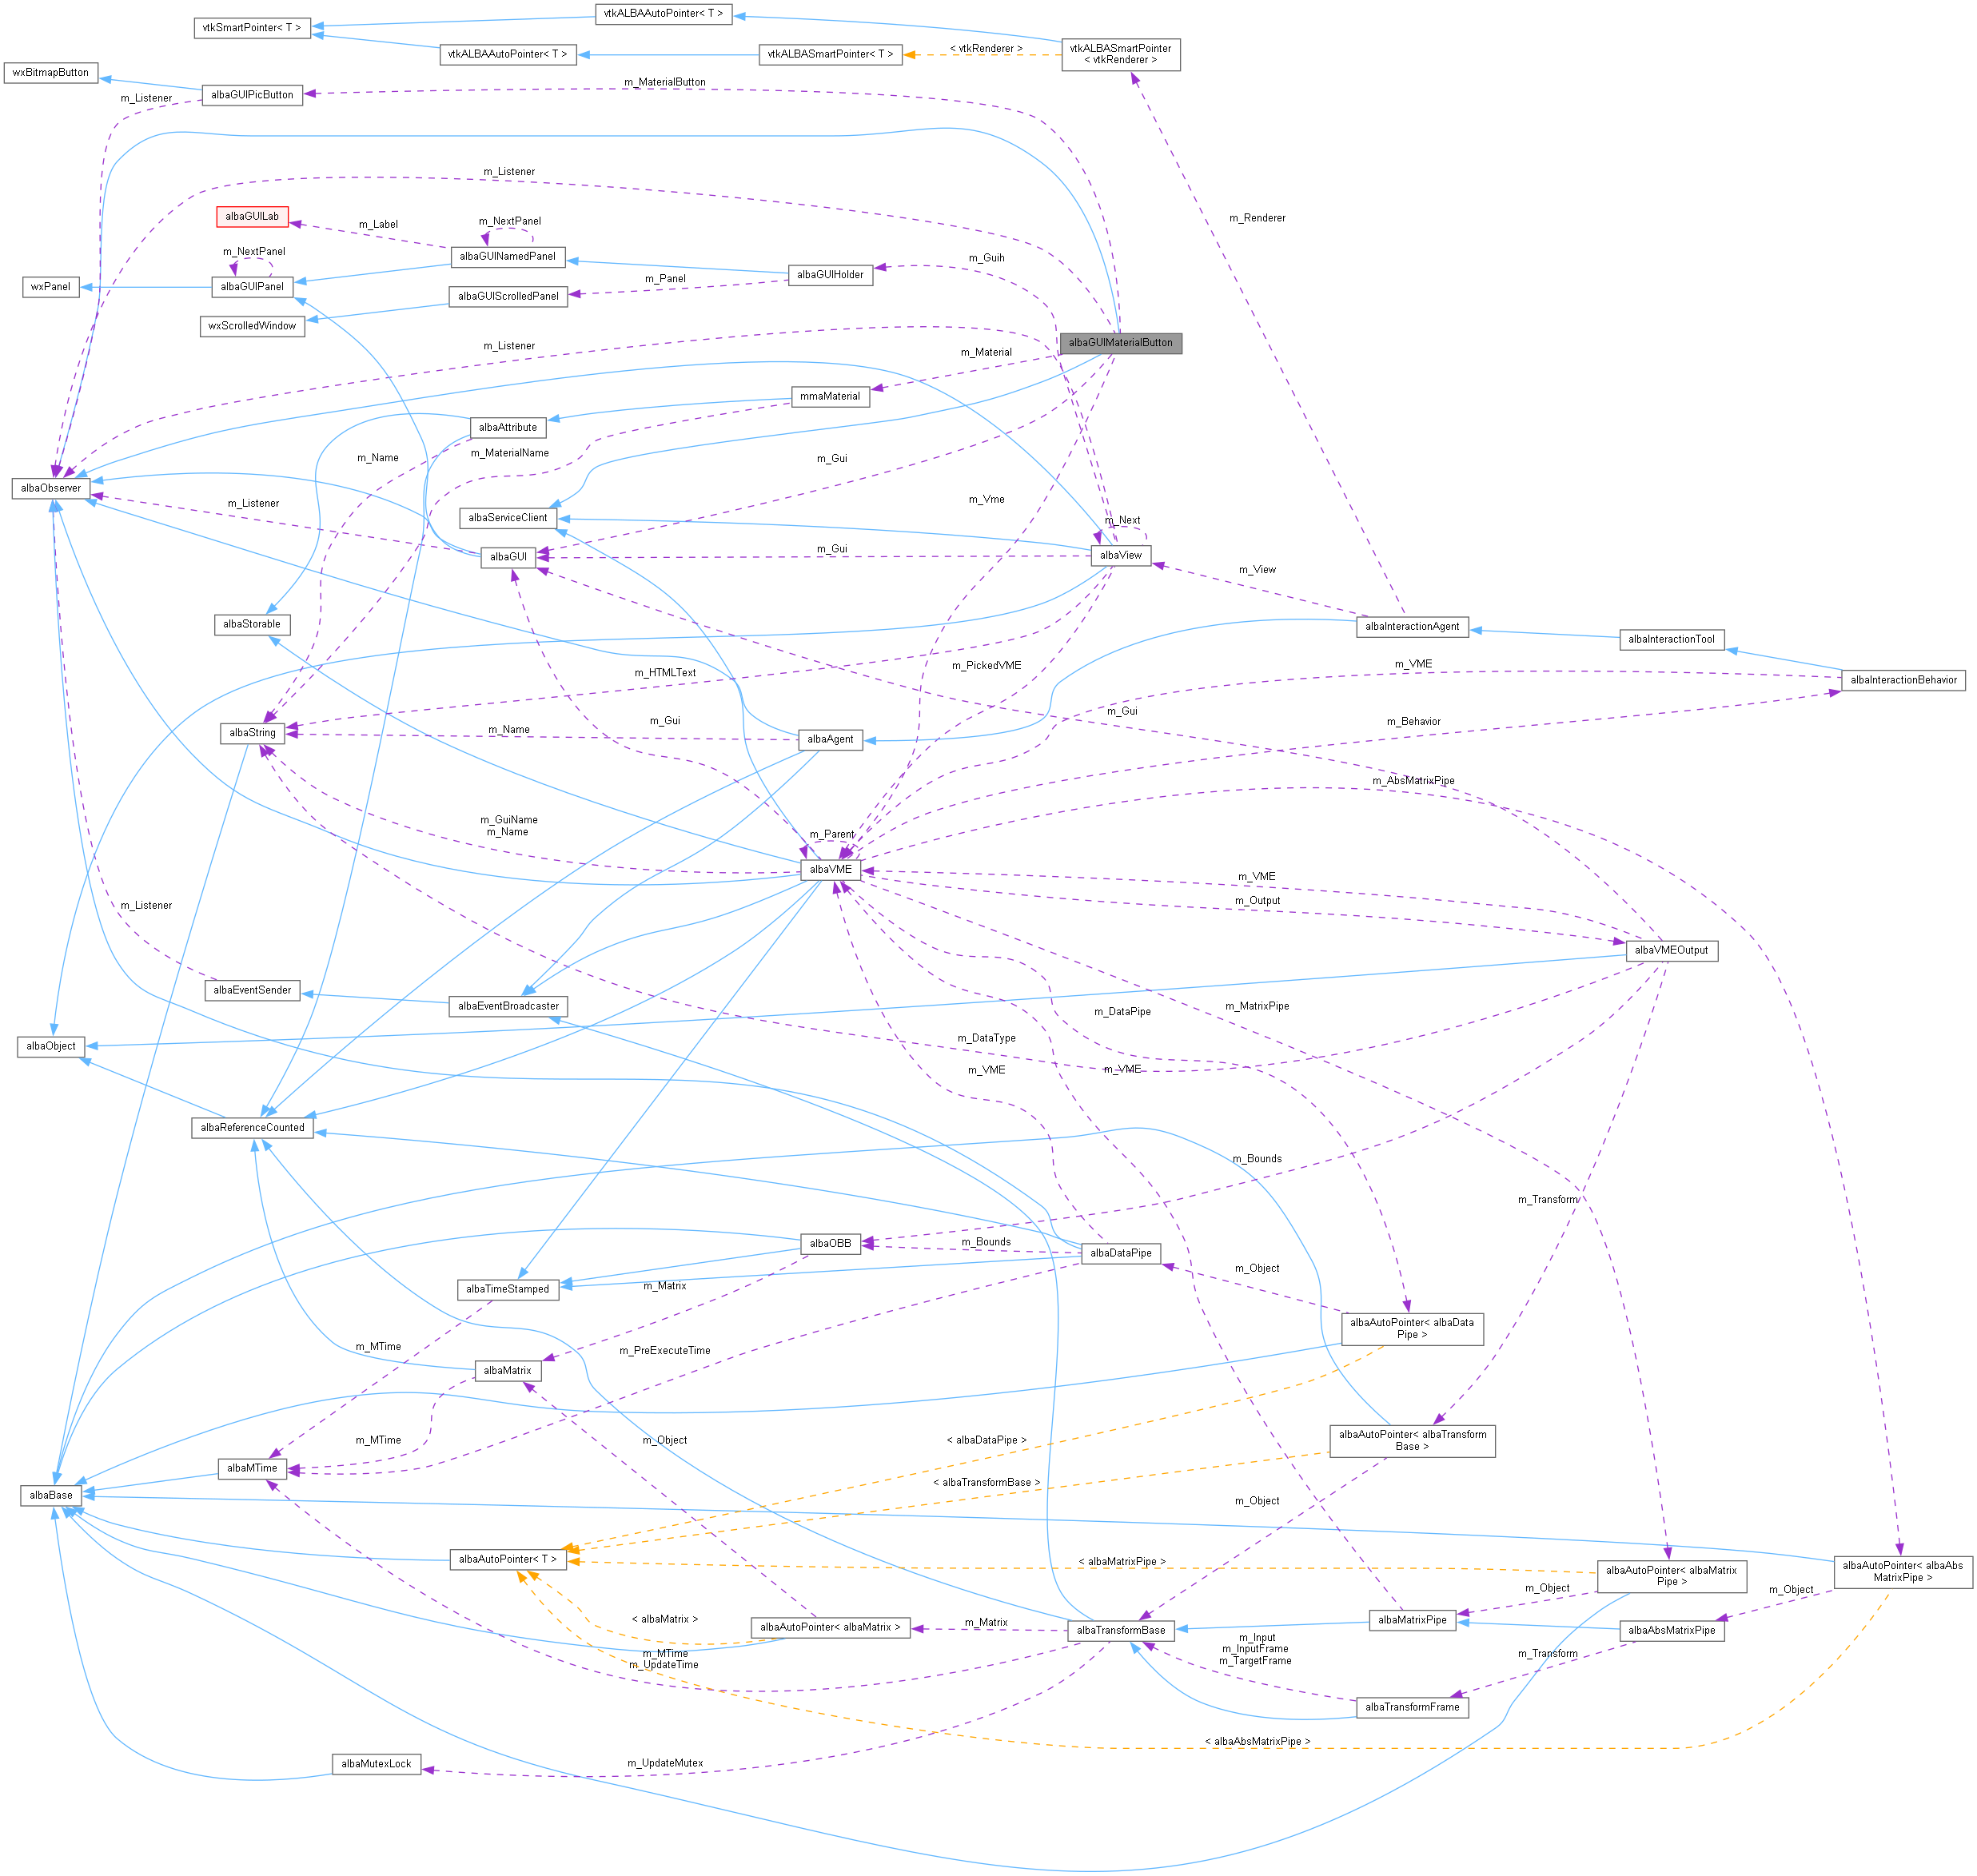 vtkALBAAutoPointer< T >
vtkSmartPointer< T >
vtkALBAAutoPointer< T >
vtkALBASmartPointer< T >
< vtkRenderer >
vtkALBASmartPointer
< vtkRenderer >
wxBitmapButton
m_MaterialButton
albaGUIPicButton
m_Listener
m_Listener
albaGUILab
m_Label
m_NextPanel
m_Renderer
m_NextPanel
albaGUINamedPanel
m_Guih
albaGUIHolder
m_Panel
wxPanel
albaGUIPanel
albaGUIScrolledPanel
wxScrolledWindow
albaGUIMaterialButton
m_Listener
m_Material
mmaMaterial
albaAttribute
m_Name
m_MaterialName
m_Gui
albaObserver
m_Listener
m_Vme
albaServiceClient
m_Next
albaGUI
m_Gui
albaView
m_View
albaStorable
albaInteractionAgent
albaInteractionTool
m_HTMLText
m_PickedVME
m_VME
albaInteractionBehavior
m_Gui
m_Gui
m_Behavior
albaString
m_Name
albaAgent
m_AbsMatrixPipe
m_GuiName
m_Name
m_Parent
albaVME
m_VME
m_Output
m_Listener
albaVMEOutput
albaEventSender
albaEventBroadcaster
m_MatrixPipe
m_DataPipe
albaObject
m_DataType
m_VME
m_VME
albaReferenceCounted
m_Bounds
m_Transform
albaOBB
m_Bounds
albaDataPipe
m_Object
albaTimeStamped
m_Matrix
albaAutoPointer< albaData
Pipe >
m_MTime
m_PreExecuteTime
albaMatrix
m_MTime
m_Object
< albaDataPipe >
albaAutoPointer< albaTransform
Base >
albaMTime
< albaTransformBase >
albaBase
m_Object
albaAutoPointer< T >
< albaMatrixPipe >
albaAutoPointer< albaMatrix
Pipe >
albaAutoPointer< albaAbs
MatrixPipe >
m_Object
m_Object
< albaMatrix >
albaAutoPointer< albaMatrix >
m_Matrix
albaTransformBase
albaMatrixPipe
albaAbsMatrixPipe
m_MTime
m_UpdateTime
m_Input
m_InputFrame
m_TargetFrame
m_Transform
albaTransformFrame
< albaAbsMatrixPipe >
albaMutexLock
m_UpdateMutex